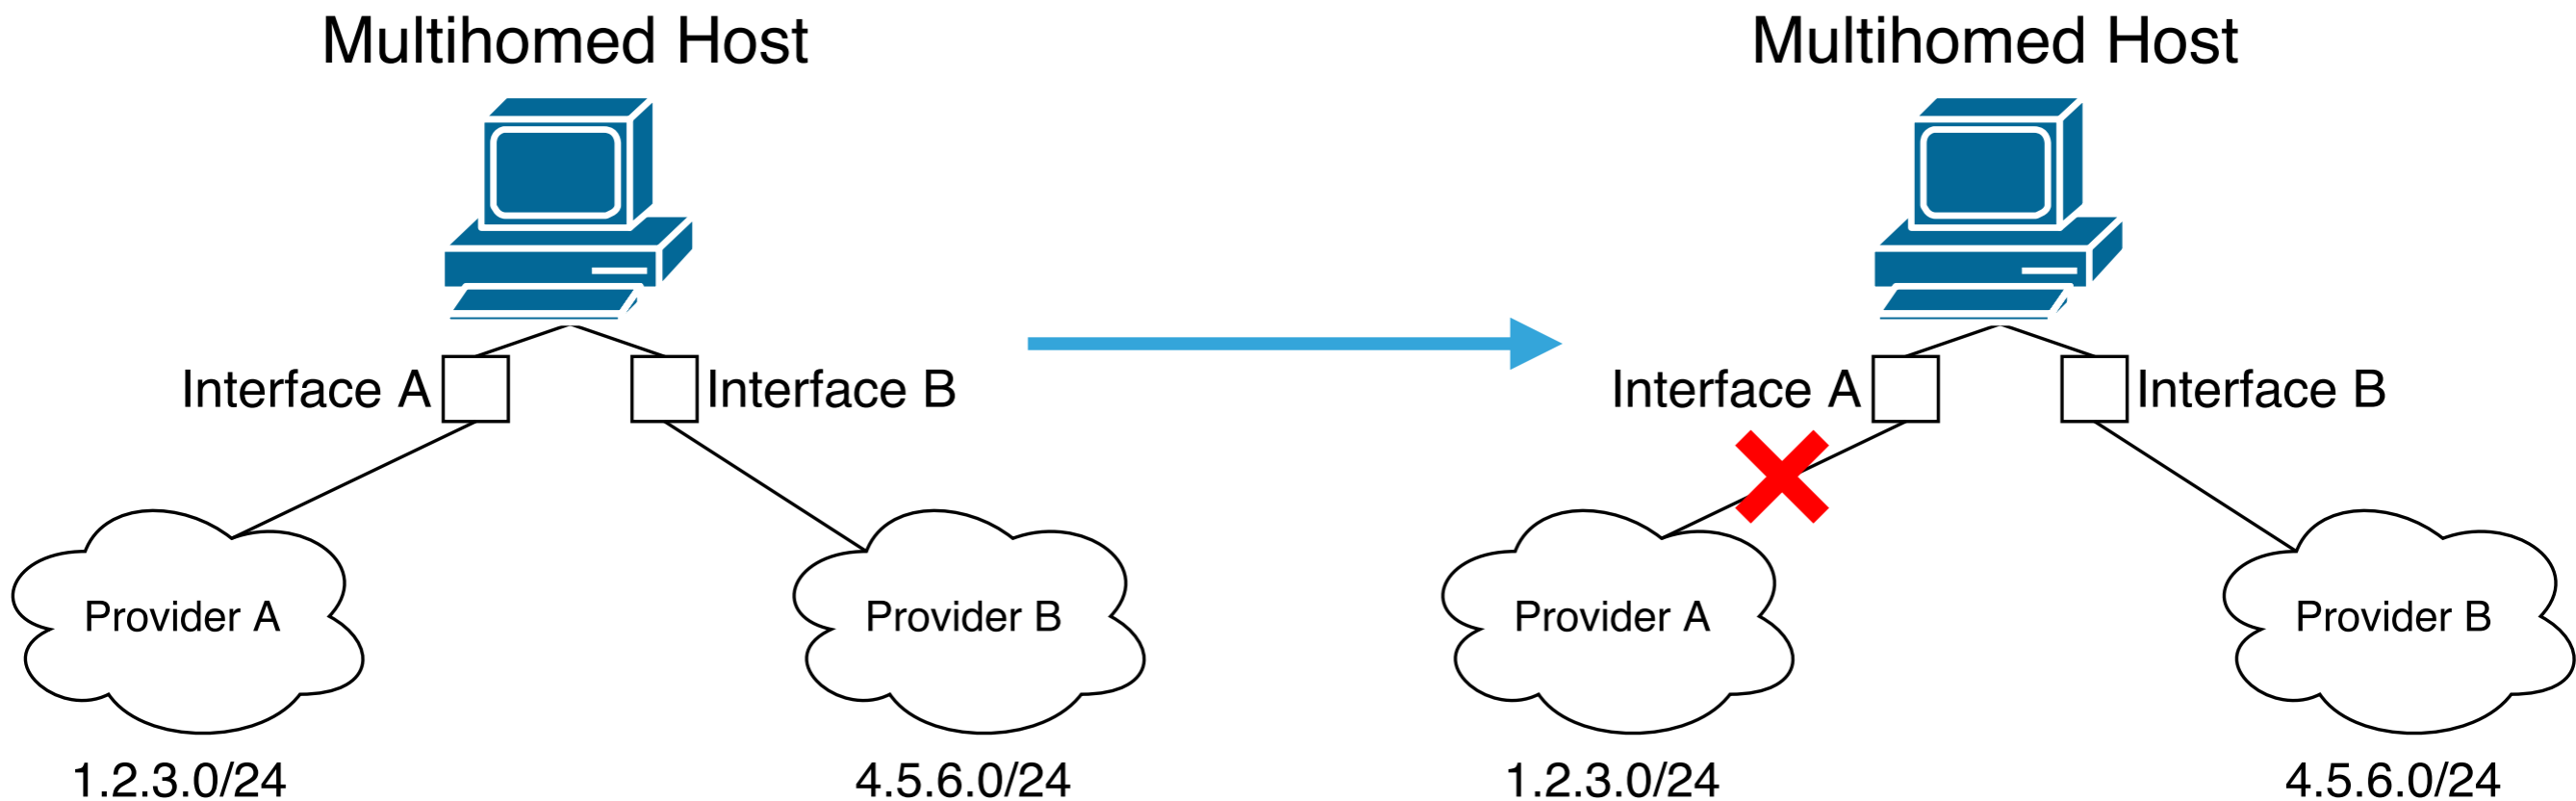 Multihomed Host
Interface A
Interface B
Provider A
Provider B
1.2.3.0/24
4.5.6.0/24
Multihomed Host
Interface A
Interface B
Provider A
Provider B
1.2.3.0/24
4.5.6.0/24